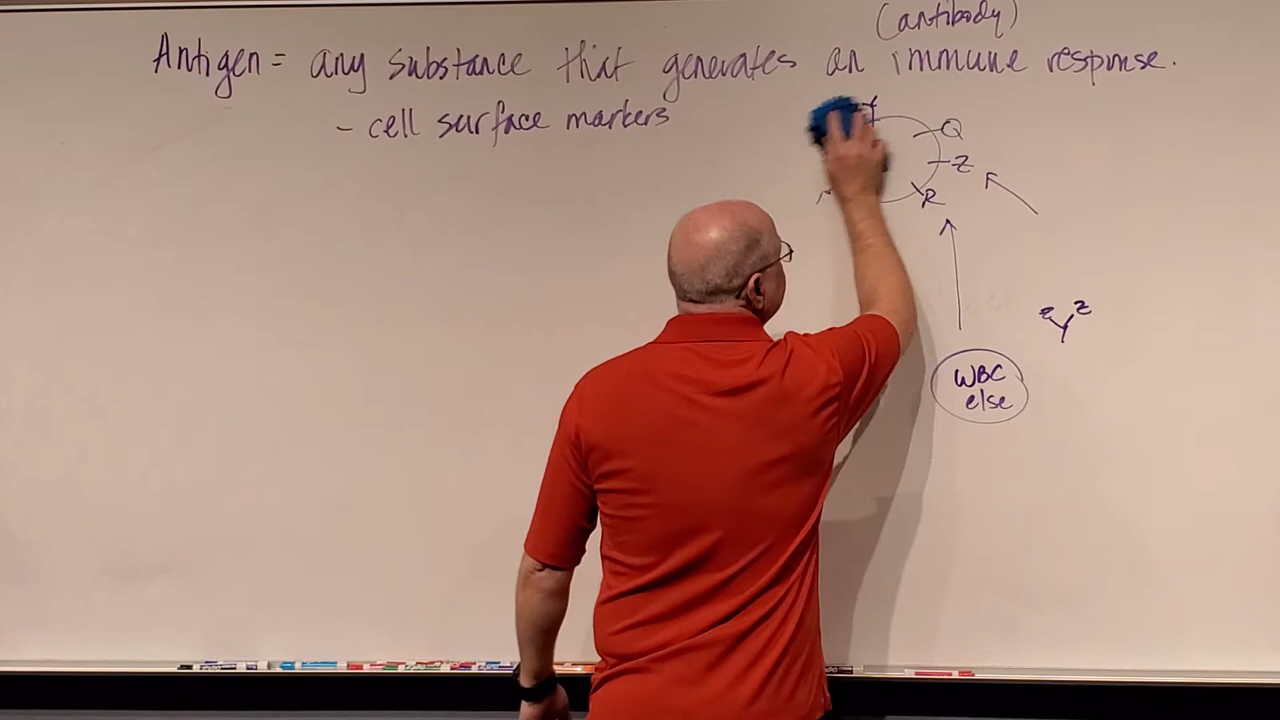 (antibody)
Antigen = any substance that generates an immune response.
- cell surface markers
Q
Z
R
z z
WBC
else